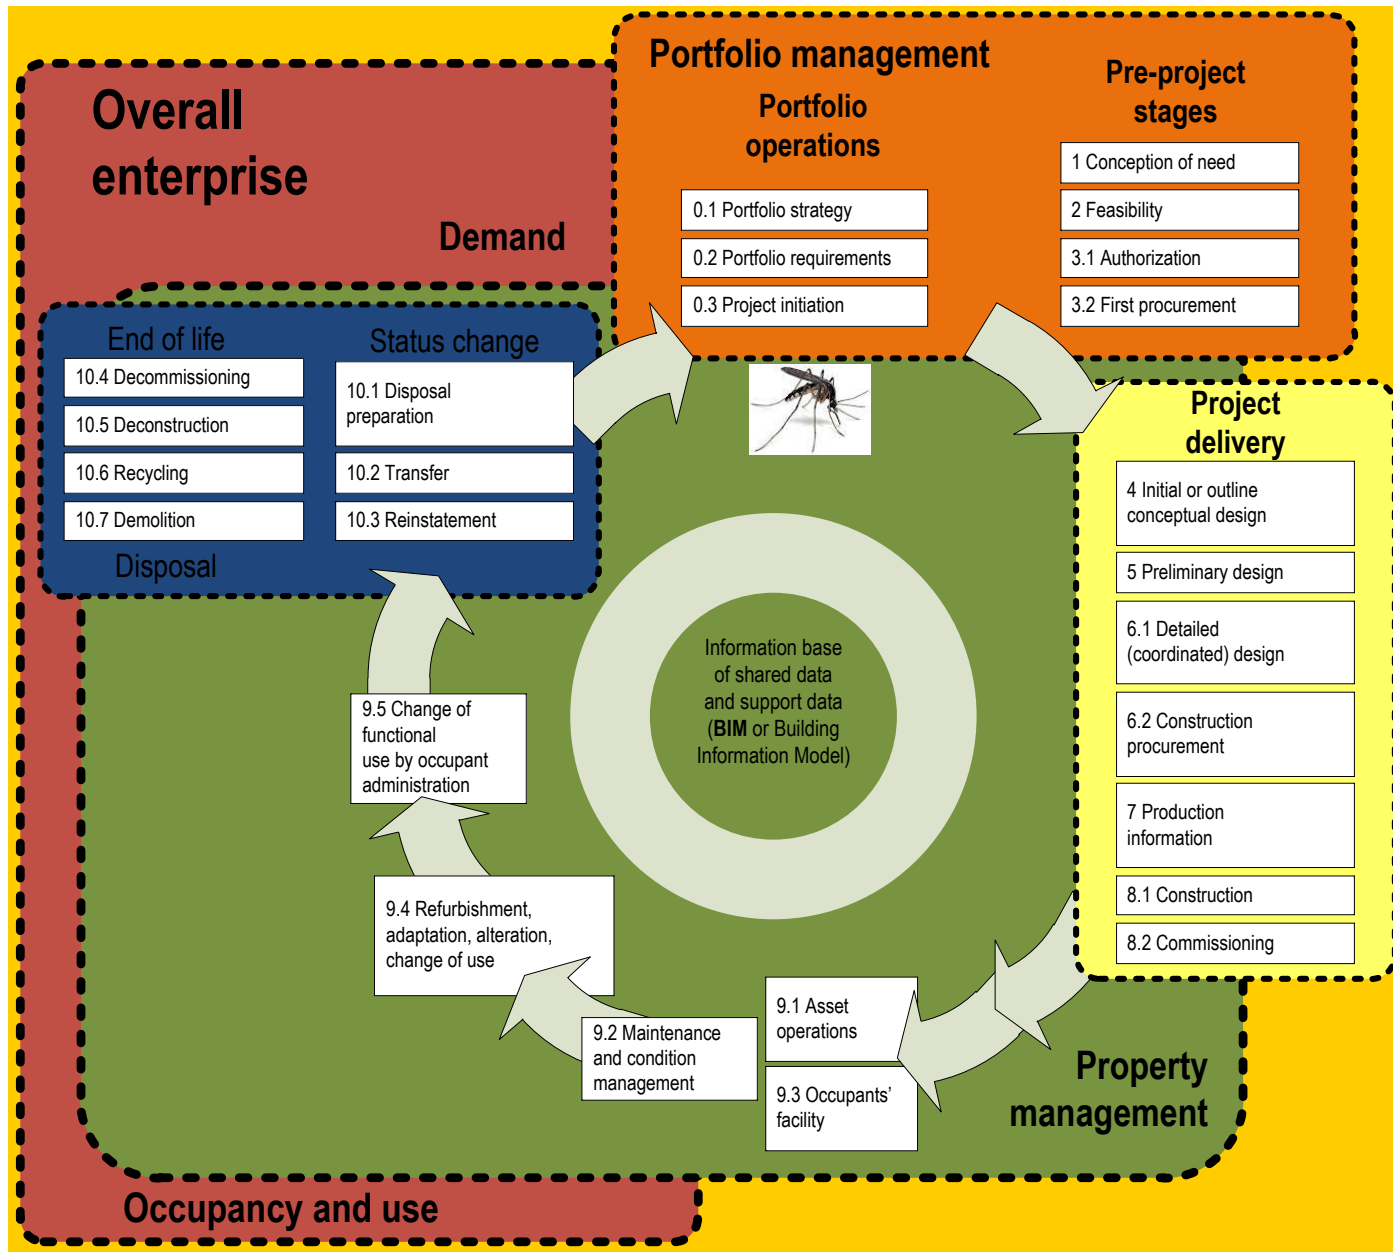 Overall
enterprise
Demand
Portfolio management
Portfolio
operations
0.1 Portfolio strategy
0.2 Portfolio requirements
0.3 Project initiation
Pre-project
stages
1 Conception of need
2 Feasibility
3.1 Authorization
3.2 First procurement
End of life
10.4 Decommissioning
10.5 Deconstruction
10.6 Recycling
10.7 Demolition
Disposal
Status change
10.1 Disposal
preparation
10.2 Transfer
10.3 Reinstatement
Project
delivery
4 Initial or outline
conceptual design
5 Preliminary design
6.1 Detailed
(coordinated) design
6.2 Construction
procurement
7 Production
information
8.1 Construction
8.2 Commissioning
Information base
of shared data
and support data
(BIM or Building
Information Model)
9.5 Change of
functional
use by occupant
administration
9.4 Refurbishment,
adaptation, alteration,
change of use
9.2 Maintenance
and condition
management
9.1 Asset
operations
9.3 Occupants’
facility
Property
management
Occupancy and use